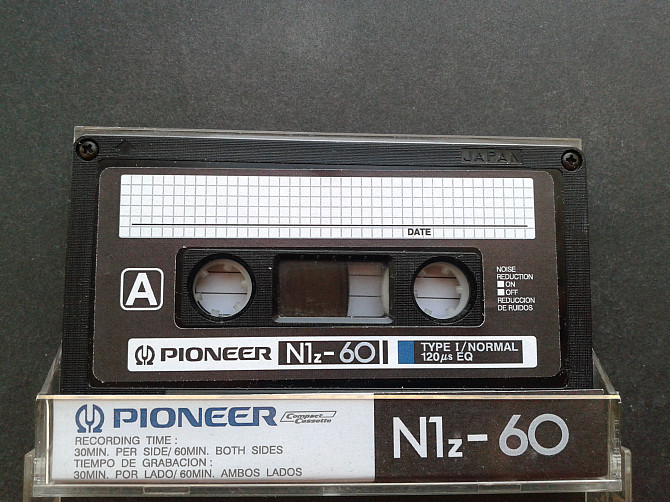 JAPAN
DATE
A
NOISE
REDUCTION
ON
OFF
REDUCCION
DE RUIDOS
PIONEER N1z-60 TYPE I/NORMAL
120μs EQ
PIONEER Compact Cassette
RECORDING TIME :
30MIN. PER SIDE/60MIN. BOTH SIDES
TIEMPO DE GRABACION :
30MIN. POR LADO/60MIN. AMBOS LADOS
N1z-60